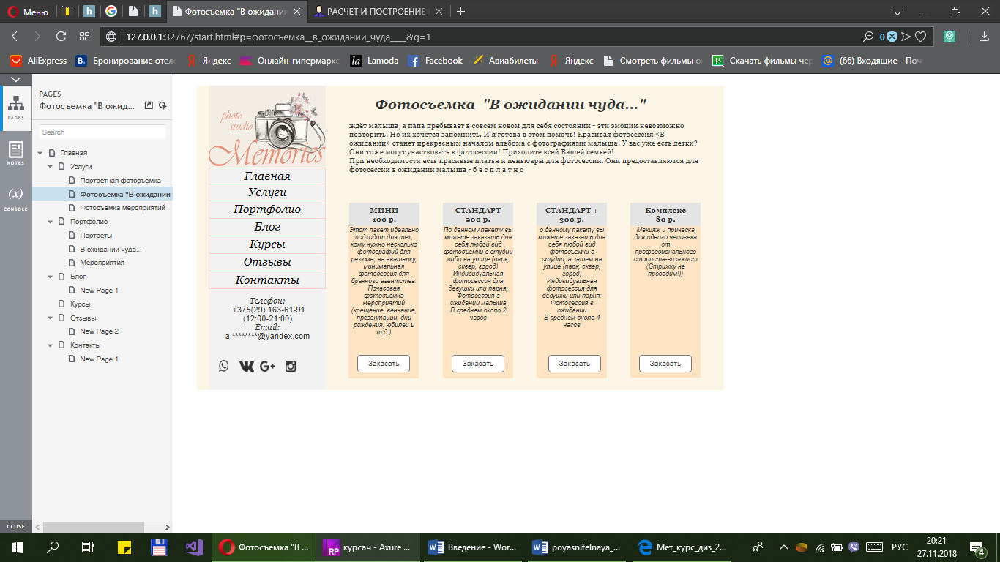 Меню
Фотосъемка "В ожидани
РАСЧЁТ И ПОСТРОЕНИЕ
127.0.0.1:32767/start.html#p=фотосъемка__в_ожидании_чуда____&g=1
0
AliExpress
Бронирование отеле
Яндекс
Онлайн-гипермарке
Lamoda
Facebook
Авиабилеты
Яндекс
Смотреть фильмы о
Скачать фильмы чер
(66) Входящие - Поч
PAGES
NOTES
(x)
CONSOLE
CLOSE
PAGES
Фотосъемка "В ожид...
Search
Главная
Услуги
Портретная фотосъемка
Фотосъемка "В ожидании
Фотосъемка мероприятий
Портфолио
Портреты
В ожидании чуда...
Мероприятия
Блог
New Page 1
Курсы
Отзывы
New Page 2
Контакты
New Page 1
photo
studio
Memories
Главная
Услуги
Портфолио
Блог
Курсы
Отзывы
Контакты
Телефон:
+375(29) 163-61-91
(12:00-21:00)
Email:
a.********@yandex.com
Фотосъемка "В ожидании чуда..."
ждёт малыша, а папа пребывает в совсем новом для себя состоянии - эти эмоции невозможно
повторить. Но их хочется запомнить. И я готова в этом помочь! Красивая фотосессия «В
ожидании» станет прекрасным началом альбома с фотографиями малыша! У вас уже есть детки?
Они тоже могут участвовать в фотосессии! Приходите всей Вашей семьей!
При необходимости есть красивые платья и пеньюары для фотосессии. Они предоставляются для
фотосессии в ожидании малыша - б е с п л а т н о
МИНИ
100 р.
Этот пакет идеально
подходит для тех,
кому нужно несколько
фотографий для
резюме, на аватарку,
минимальная
фотосессия для
брачного агентства.
Почасовая
фотосъемка
мероприятий
(крещение, венчание,
презентации, дни
рождения, юбилеи и
т.д.)
Заказать
СТАНДАРТ
200 р.
По данному пакету вы
можете заказать для
себя любой вид
фотосъемки в студии
либо на улице (парк,
сквер, город)
Индивидуальная
фотосессия для
девушки или парня;
Фотосессия в
ожидании малыша
В среднем около 2
часов
Заказать
СТАНДАРТ +
300 р.
о данному пакету вы
можете заказать для
себя любой вид
фотосъемки в
студии, а затем на
улице (парк, сквер,
город)
Индивидуальная
фотосессия для
девушки или парня;
Фотосессия в
ожидании
В среднем около 4
часов
Заказать
Комплекс
80 р.
Макияж и прическа
для одного человека
от
профессионального
стилиста-визажист
(Стрижку не
проводим!))
Заказать
Фотосъемка "В ...
RP
курсач - Axure ...
Введение - Wor...
poyasnitelnaya_...
Мет_курс_диз_2...
РУС
20:21
27.11.2018
4